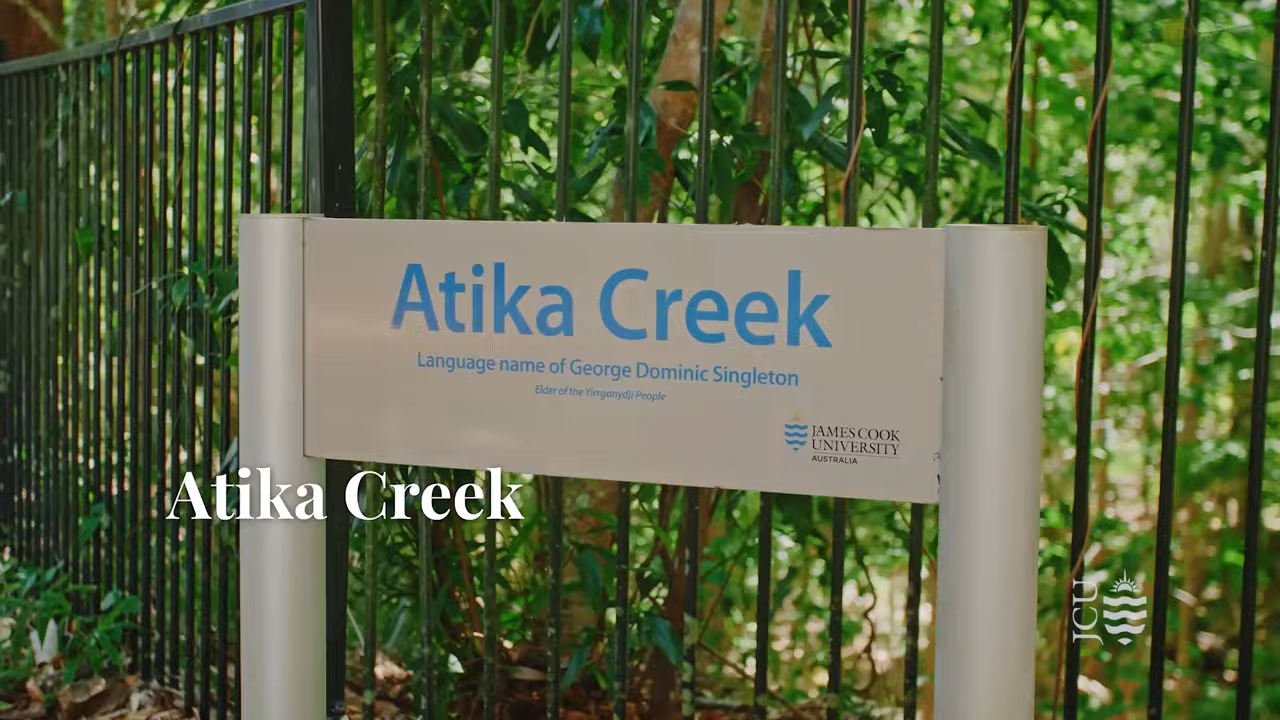 Atika Creek
Language name of George Dominic Singleton
Elder of the Yirrganydji People
JAMES COOK
UNIVERSITY
AUSTRALIA
Atika Creek
JCU